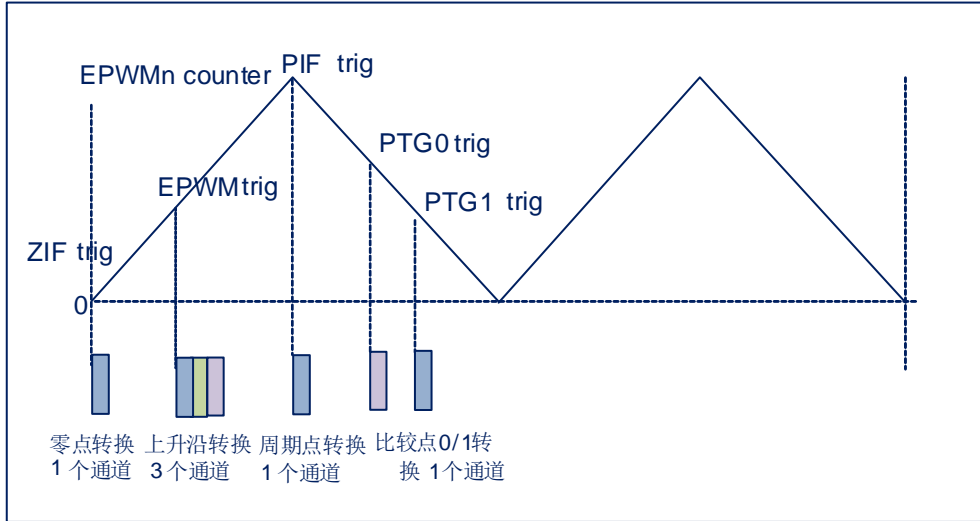 PIF trig
EPWMn counter
PTG0 trig
EPWM trig
PTG1 trig
ZIF trig
0
零点转换
1个通道
上升沿转换
3个通道
周期点转换
1个通道
比较点0/1转
换 1个通道